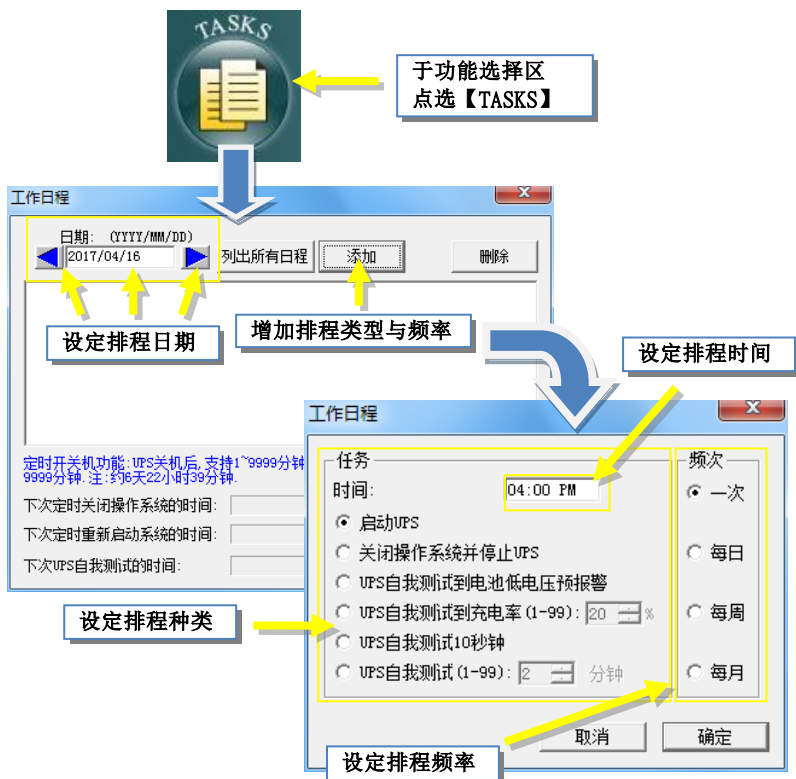 TASKS
于功能选择区
点选【TASKS】
工作日程
日期: (YYYY/MM/DD)
2017/04/16
列出所有日程
添加
删除
设定排程日期
增加排程类型与频率
设定排程时间
定时开关机功能:UPS关机后,支持1~9999分钟
9999分钟.注:约6天22小时39分钟.
下次定时关闭操作系统的时间:
下次定时重新启动系统的时间:
下次UPS自我测试的时间:
工作日程
任务
时间:
04:00 PM
启动UPS
关闭操作系统并停止UPS
UPS自我测试到电池低电压预报警
UPS自我测试到充电率(1-99): 20 %
UPS自我测试10秒钟
UPS自我测试(1-99): 2 分钟
频次
一次
每日
每周
每月
设定排程种类
取消
确定
设定排程频率